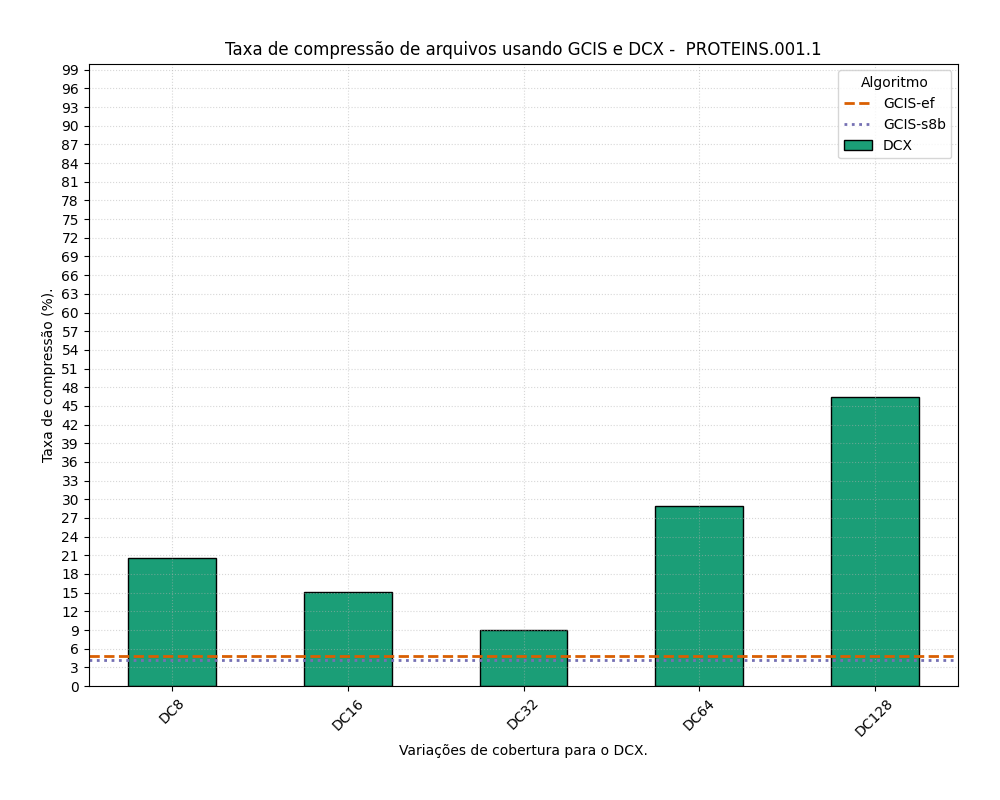 Taxa de compressão de arquivos usando GCIS e DCX -  PROTEINS.001.1
Algoritmo
GCIS-ef
GCIS-s8b
DCX
Taxa de compressão (%).
99
96
93
90
87
84
81
78
75
72
69
66
63
60
57
54
51
48
45
42
39
36
33
30
27
24
21
18
15
12
9
6
3
0
DC8
DC16
DC32
DC64
DC128
Variações de cobertura para o DCX.